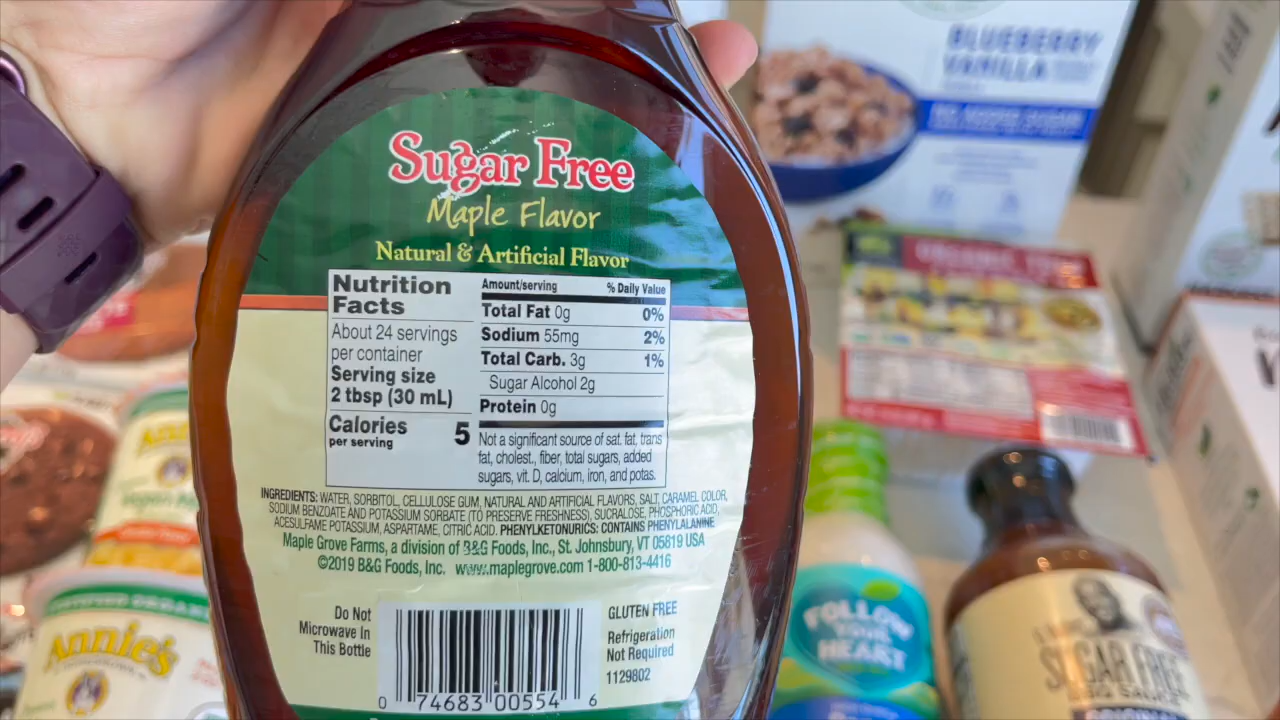 Sugar Free
Maple Flavor
Natural & Artificial Flavor
Nutrition
Facts
About 24 servings
per container
Serving size
2 tbsp (30 mL)
Calories
per serving
5
Amount/serving % Daily Value
Total Fat 0g 0%
Sodium 55mg 2%
Total Carb. 3g 1%
Sugar Alcohol 2g
Protein 0g
Not a significant source of sat. fat, trans
fat, cholest., fiber, total sugars, added
sugars, vit. D, calcium, iron, and potas.
INGREDIENTS: WATER, SORBITOL, CELLULOSE GUM, NATURAL AND ARTIFICIAL FLAVORS, SALT, CARAMEL COLOR,
SODIUM BENZOATE AND POTASSIUM SORBATE (TO PRESERVE FRESHNESS), SUCRALOSE, PHOSPHORIC ACID,
ACESULFAME POTASSIUM, ASPARTAME, CITRIC ACID. PHENYLKETONURICS: CONTAINS PHENYLALANINE
Maple Grove Farms, a division of B&G Foods, Inc., St. Johnsbury, VT 05819 USA
©2019 B&G Foods, Inc. www.maplegrove.com 1-800-813-4416
Do Not
Microwave in
This Bottle
0 74683 00554 6
GLUTEN FREE
Refrigeration
Not Required
1129802
BLUEBERRY
VANILLA
CERTIFIED ORGANIC
Annie's
FOLLOW
YOUR
HEART
SUGAR FREE